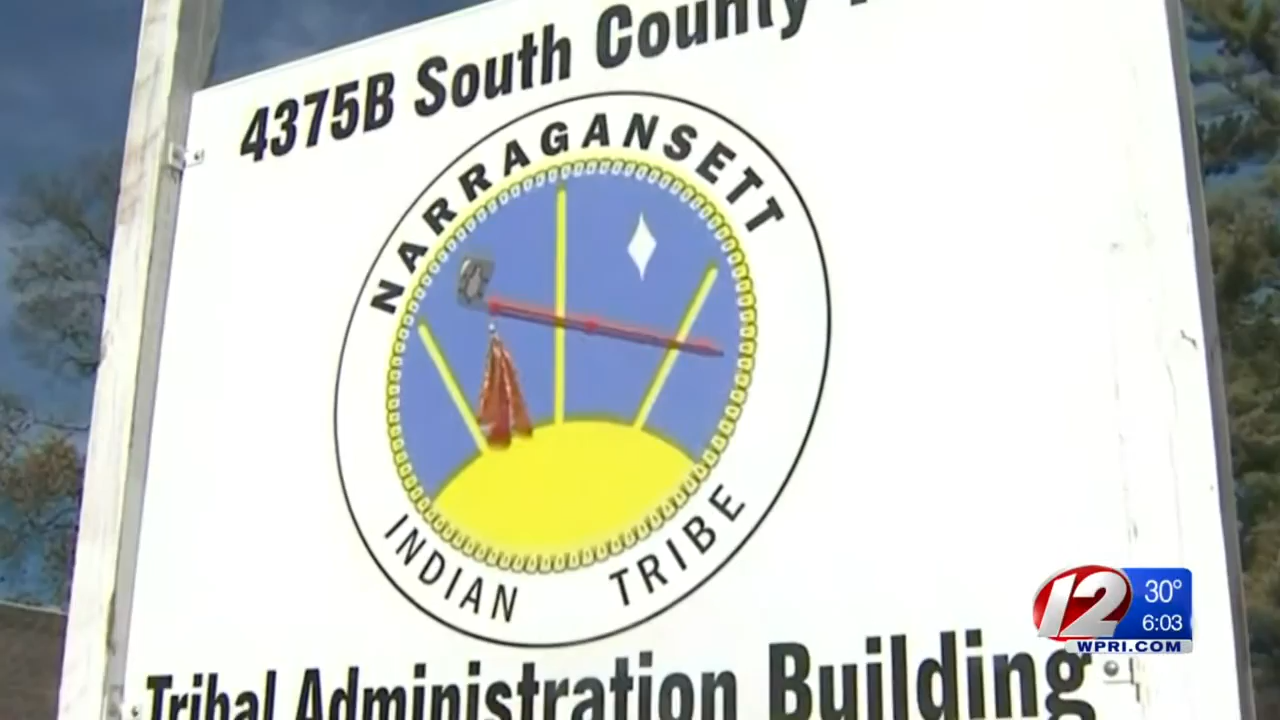 4375B South County
NARRAGANSETT
INDIAN TRIBE
Tribal Administration Building
12
30°
6:03
WPRI.COM